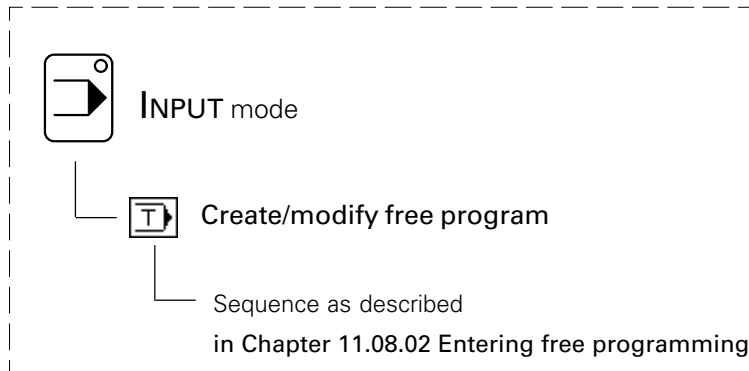 INPUT mode
T
Create/modify free program
Sequence as described
in Chapter 11.08.02 Entering free programming